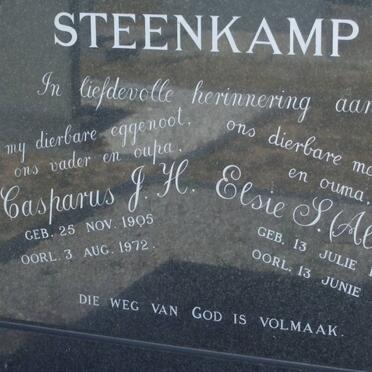 STEENKAMP
In liefdevolle herinnering aan
my dierbare eggenoot,
ons vader en oupa,
Casparus J. H.
GEB. 25 NOV. 1905
OORL. 3 AUG. 1972.
ons dierbare
en ouma,
Elsie S.
GEB. 13 JULIE
OORL. 13 JUNIE
DIE WEG VAN GOD IS VOLMAAK.